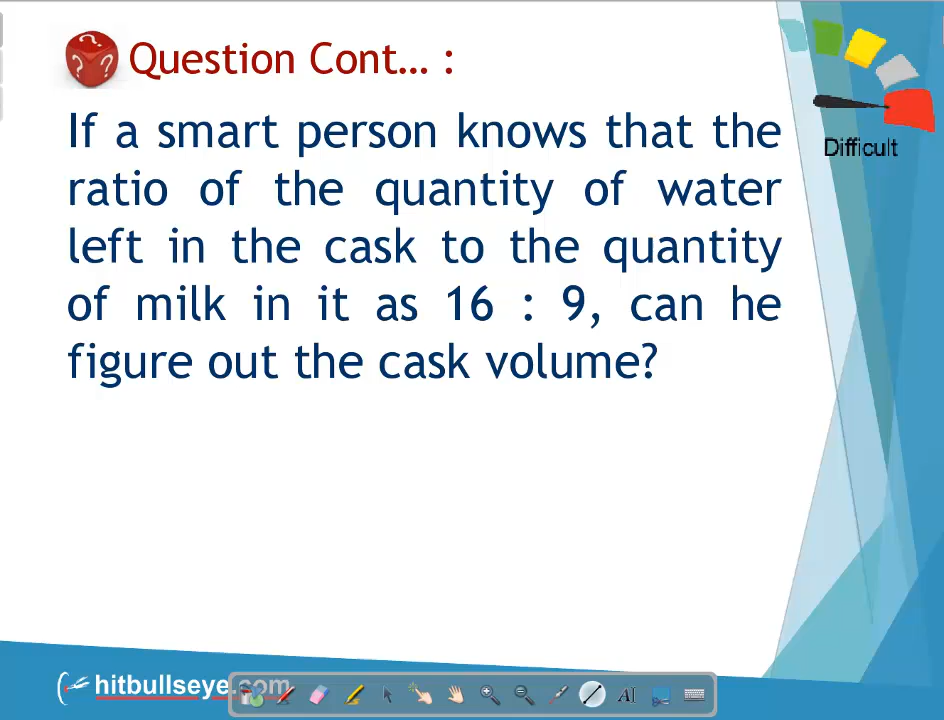 Question Cont... :
If a smart person knows that the
ratio of the quantity of water
left in the cask to the quantity
of milk in it as 16 : 9, can he
figure out the cask volume?
Difficult
hitbullseye.com
AI